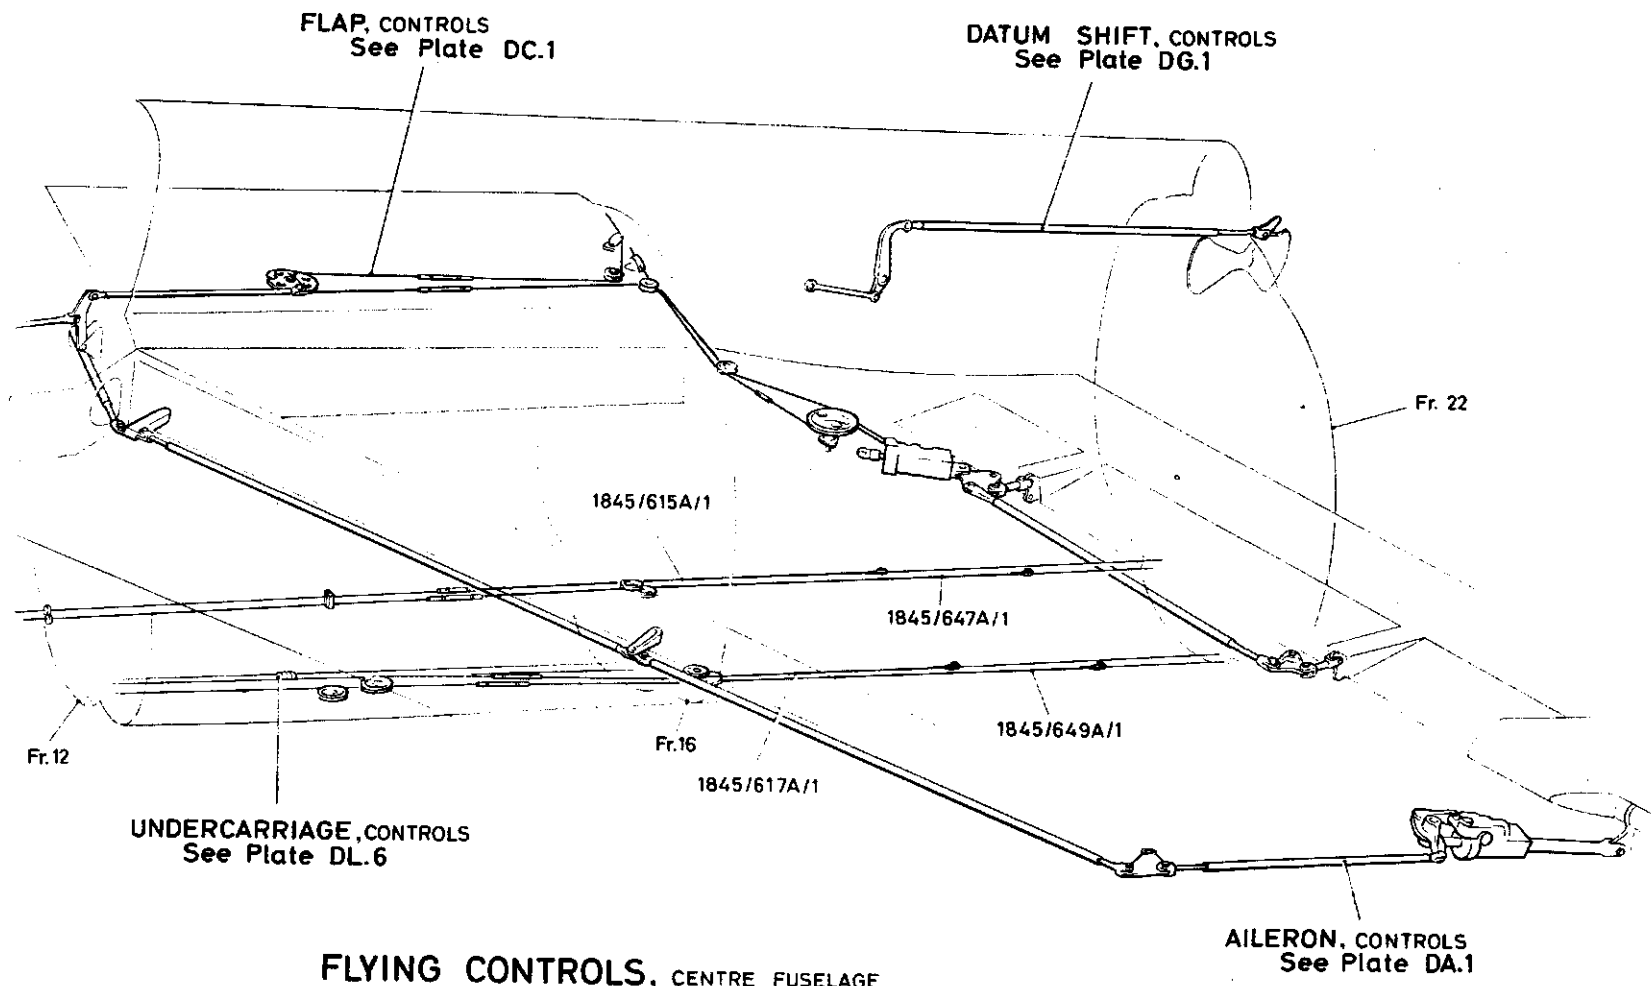 FLAP, CONTROLS
See Plate DC.1
DATUM SHIFT, CONTROLS
See Plate DG.1
Fr. 22
1845/615A/1
1845/647A/1
1845/649A/1
Fr.12
Fr.16
1845/617A/1
UNDERCARRIAGE, CONTROLS
See Plate DL.6
AILERON, CONTROLS
See Plate DA.1
FLYING CONTROLS. CENTRE FUSELAGE